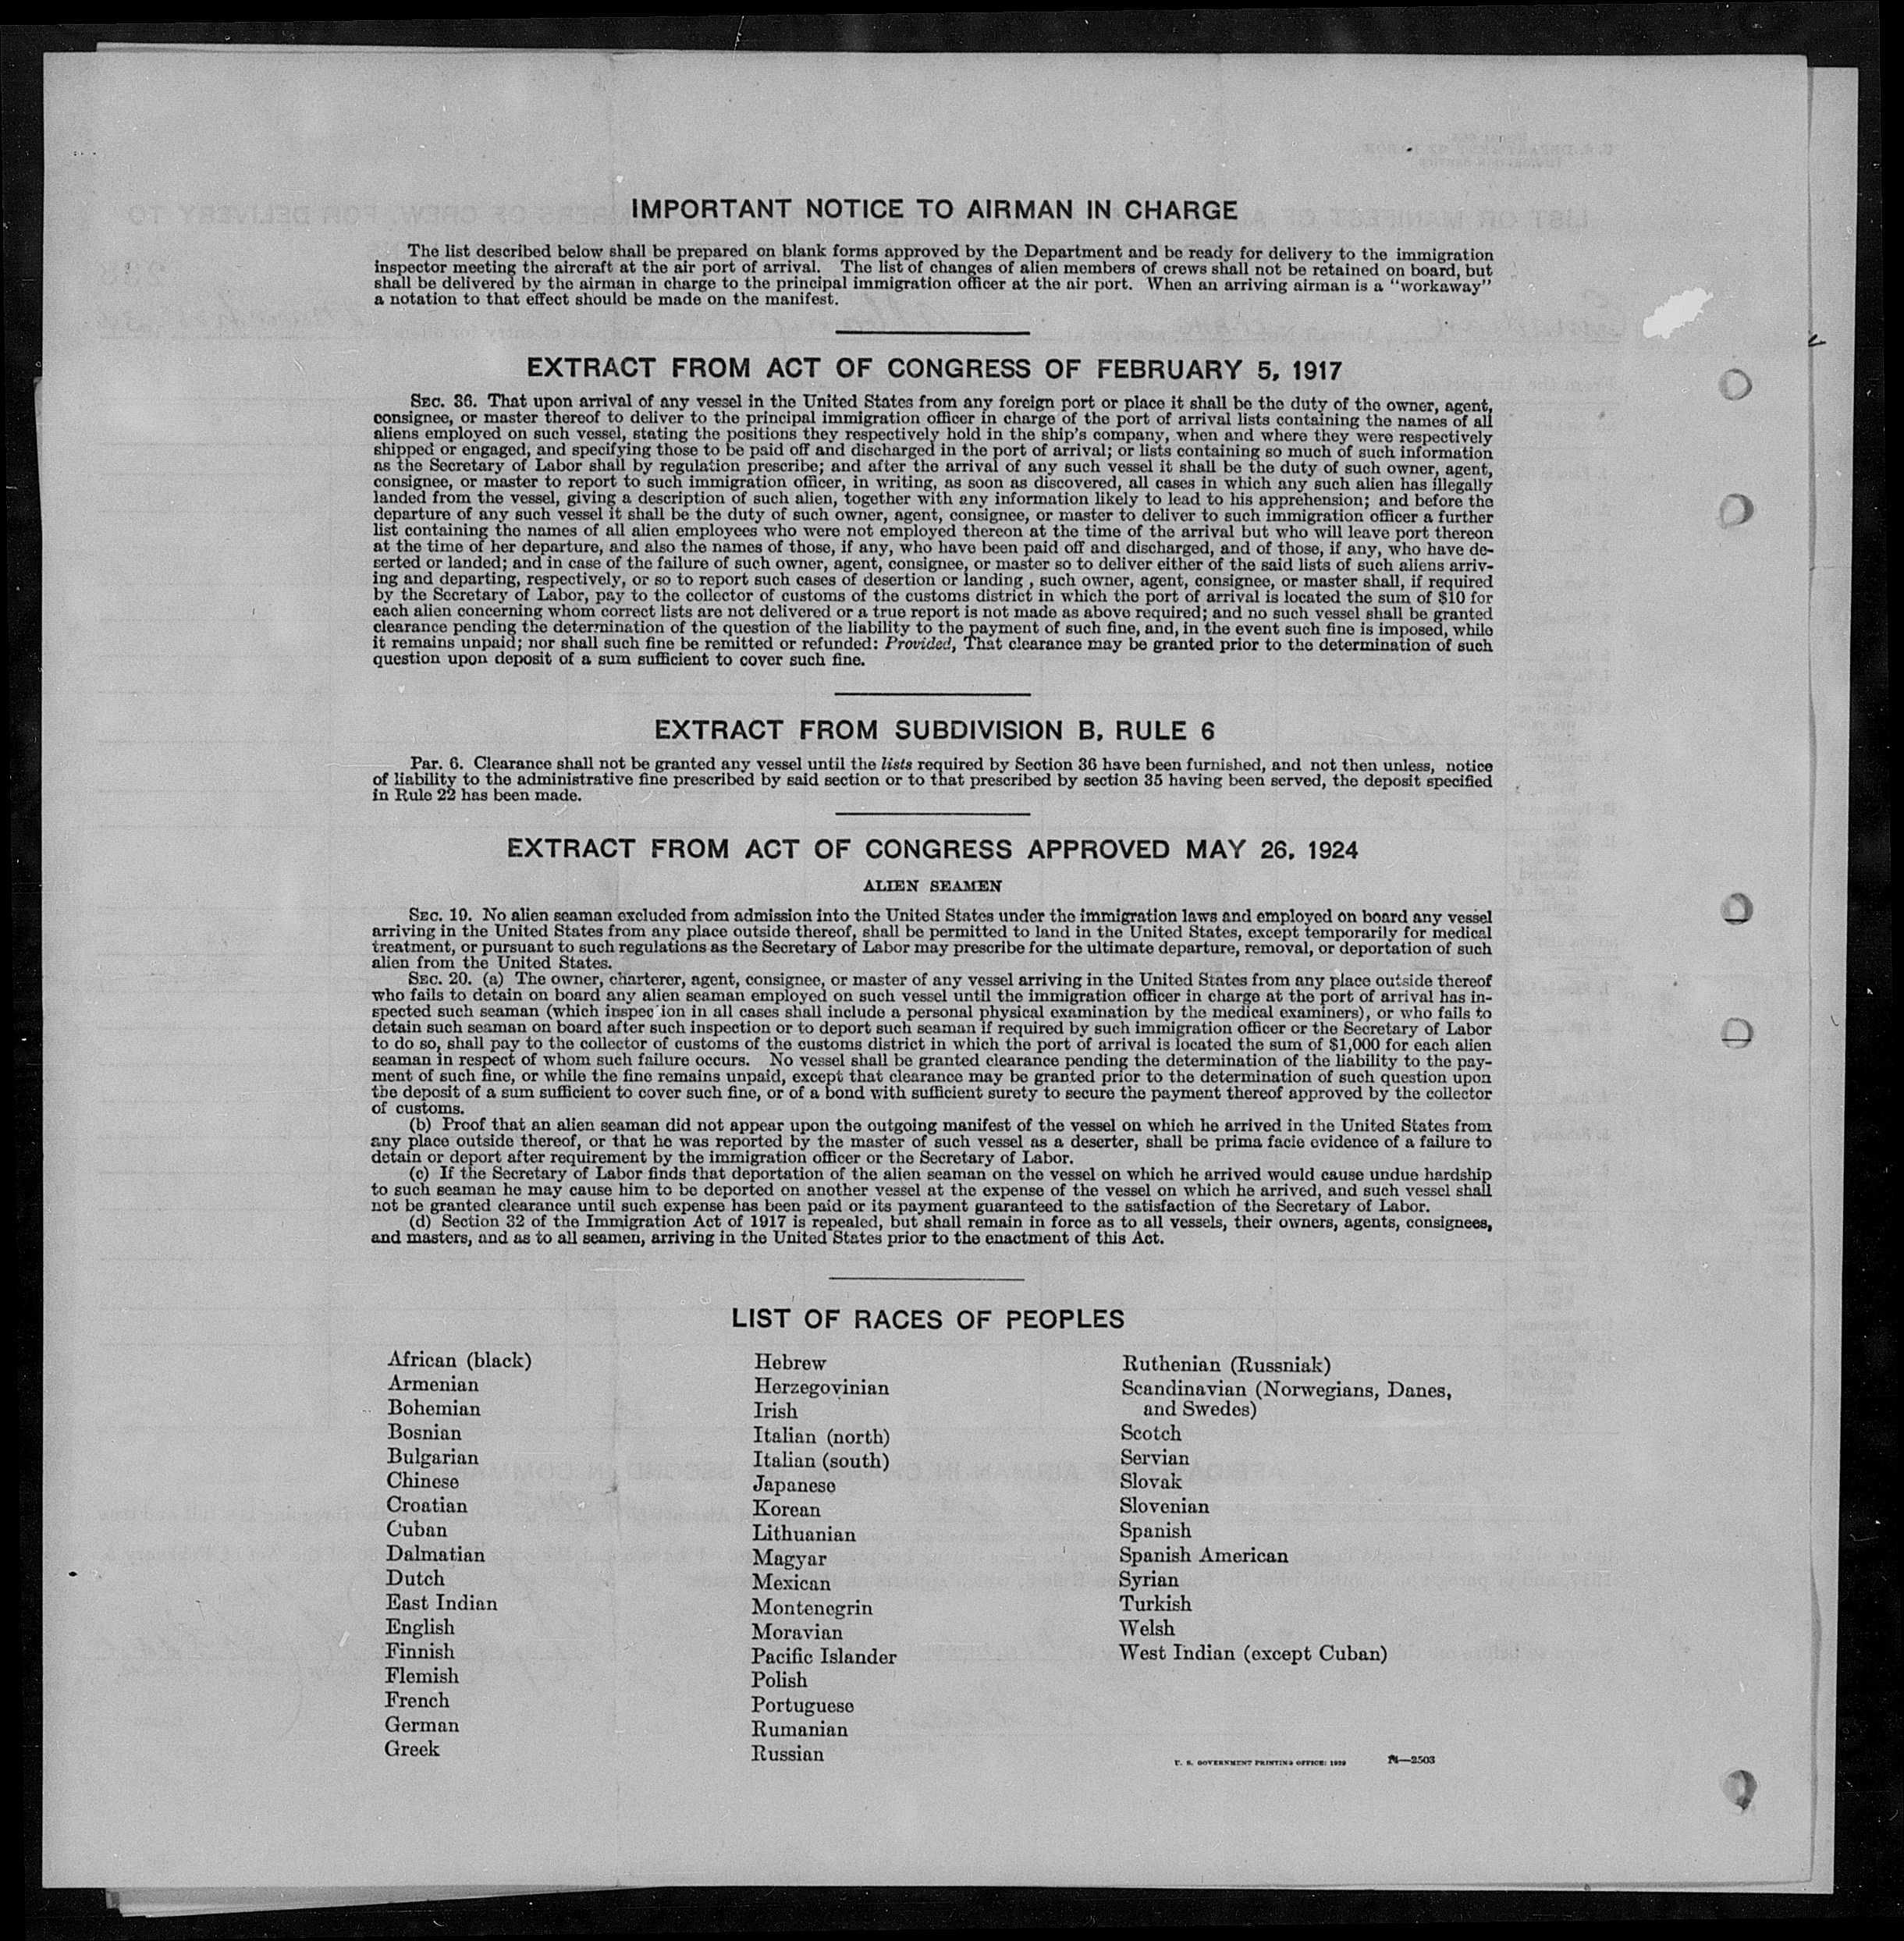 IMPORTANT NOTICE TO AIRMAN IN CHARGE
The list described below shall be prepared on blank forms approved by the Department and be ready for delivery to the immigration
inspector meeting the aircraft at the air port of arrival. The list of changes of alien members of crews shall not be retained on board, but
shall be delivered by the airman in charge to the principal immigration officer at the air port. When an arriving airman is a "workaway"
a notation to that effect should be made on the manifest.
EXTRACT FROM ACT OF CONGRESS OF FEBRUARY 5, 1917
SEC. 36. That upon arrival of any vessel in the United States from any foreign port or place it shall be the duty of the owner, agent,
consignee, or master thereof to deliver to the principal immigration officer in charge of the port of arrival lists containing the names of all
aliens employed on such vessel, stating the positions they respectively hold in the ship's company, when and where they were respectively
shipped or engaged, and specifying those to be paid off and discharged in the port of arrival; or lists containing so much of such information
as the Secretary of Labor shall by regulation prescribe; and after the arrival of any such vessel it shall be the duty of such owner, agent,
consignee, or master to report to such immigration officer, in writing, as soon as discovered, all cases in which any such alien has illegally
landed from the vessel, giving a description of such alien, together with any information likely to lead to his apprehension; and before the
departure of any such vessel it shall be the duty of such owner, agent, consignee, or master to deliver to such immigration officer a further
list containing the names of all alien employees who were not employed thereon at the time of the arrival but who will leave port thereon
at the time of her departure, and also the names of those, if any, who have been paid off and discharged, and of those, if any, who have de-
serted or landed; and in case of the failure of such owner, agent, consignee, or master so to deliver either of the said lists of such aliens arriv-
ing and departing, respectively, or so to report such cases of desertion or landing , such owner, agent, consignee, or master shall, if required
by the Secretary of Labor, pay to the collector of customs of the customs district in which the port of arrival is located the sum of $10 for
each alien concerning whom correct lists are not delivered or a true report is not made as above required; and no such vessel shall be granted
clearance pending the determination of the question of the liability to the payment of such fine, and, in the event such fine is imposed, while
it remains unpaid; nor shall such fine be remitted or refunded: Provided, That clearance may be granted prior to the determination of such
question upon deposit of a sum sufficient to cover such fine.
EXTRACT FROM SUBDIVISION B, RULE 6
Par. 6. Clearance shall not be granted any vessel until the lists required by Section 36 have been furnished, and not then unless, notice
of liability to the administrative fine prescribed by said section or to that prescribed by section 35 having been served, the deposit specified
in Rule 22 has been made.
EXTRACT FROM ACT OF CONGRESS APPROVED MAY 26, 1924
ALIEN SEAMEN
SEC. 19. No alien seaman excluded from admission into the United States under the immigration laws and employed on board any vessel
arriving in the United States from any place outside thereof, shall be permitted to land in the United States, except temporarily for medical
treatment, or pursuant to such regulations as the Secretary of Labor may prescribe for the ultimate departure, removal, or deportation of such
alien from the United States.
SEC. 20. (a) The owner, charterer, agent, consignee, or master of any vessel arriving in the United States from any place outside thereof
who fails to detain on board any alien seaman employed on such vessel until the immigration officer in charge at the port of arrival has in-
spected such seaman (which inspec ion in all cases shall include a personal physical examination by the medical examiners), or who fails to
detain such seaman on board after such inspection or to deport such seaman if required by such immigration officer or the Secretary of Labor
to do so, shall pay to the collector of customs of the customs district in which the port of arrival is located the sum of $1,000 for each alien
seaman in respect of whom such failure occurs. No vessel shall be granted clearance pending the determination of the liability to the pay-
ment of such fine, or while the fine remains unpaid, except that clearance may be granted prior to the determination of such question upon
the deposit of a sum sufficient to cover such fine, or of a bond with sufficient surety to secure the payment thereof approved by the collector
of customs.
(b) Proof that an alien seaman did not appear upon the outgoing manifest of the vessel on which he arrived in the United States from
any place outside thereof, or that he was reported by the master of such vessel as a deserter, shall be prima facie evidence of a failure to
detain or deport after requirement by the immigration officer or the Secretary of Labor.
(c) If the Secretary of Labor finds that deportation of the alien seaman on the vessel on which he arrived would cause undue hardship
to such seaman he may cause him to be deported on another vessel at the expense of the vessel on which he arrived, and such vessel shall
not be granted clearance until such expense has been paid or its payment guaranteed to the satisfaction of the Secretary of Labor.
(d) Section 32 of the Immigration Act of 1917 is repealed, but shall remain in force as to all vessels, their owners, agents, consignees,
and masters, and as to all seamen, arriving in the United States prior to the enactment of this Act.
LIST OF RACES OF PEOPLES
African (black)
Armenian
Bohemian
Bosnian
Bulgarian
Chinese
Croatian
Cuban
Dalmatian
Dutch
East Indian
English
Finnish
Flemish
French
German
Greek
Hebrew
Herzegovinian
Irish
Italian (north)
Italian (south)
Japanese
Korean
Lithuanian
Magyar
Mexican
Montenegrin
Moravian
Pacific Islander
Polish
Portuguese
Rumanian
Russian
Ruthenian (Russniak)
Scandinavian (Norwegians, Danes,
and Swedes)
Scotch
Servian
Slovak
Slovenian
Spanish
Spanish American
Syrian
Turkish
Welsh
West Indian (except Cuban)
U. S. GOVERNMENT PRINTING OFFICE: 1929
14—2503